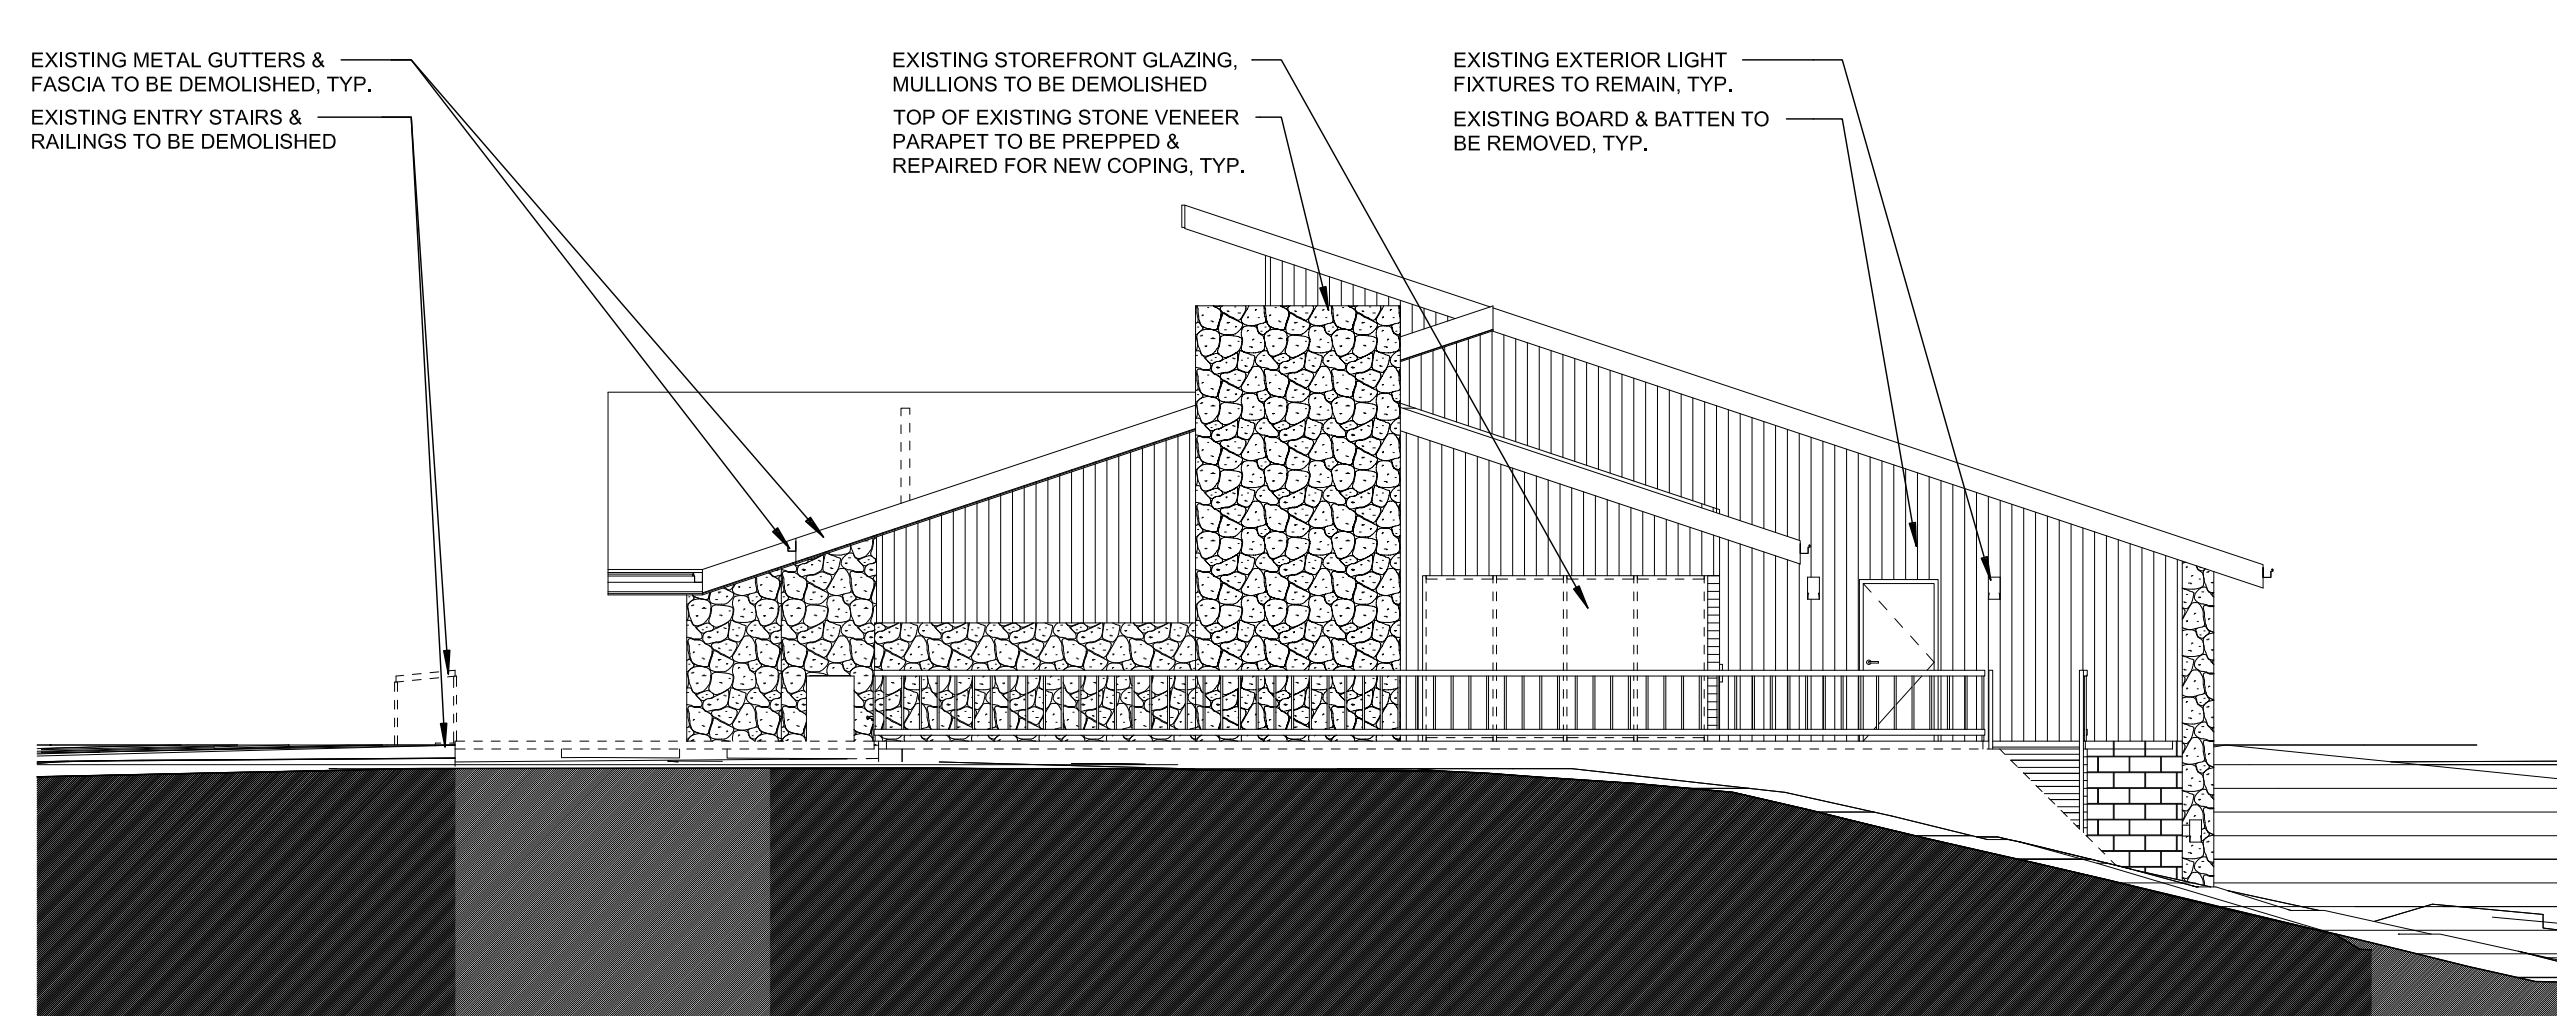 EXISTING METAL GUTTERS &
FASCIA TO BE DEMOLISHED, TYP.
EXISTING ENTRY STAIRS &
RAILINGS TO BE DEMOLISHED
EXISTING STOREFRONT GLAZING,
MULLIONS TO BE DEMOLISHED
TOP OF EXISTING STONE VENEER
PARAPET TO BE PREPPED &
REPAIRED FOR NEW COPING, TYP.
EXISTING EXTERIOR LIGHT
FIXTURES TO REMAIN, TYP.
EXISTING BOARD & BATTEN TO
BE REMOVED, TYP.